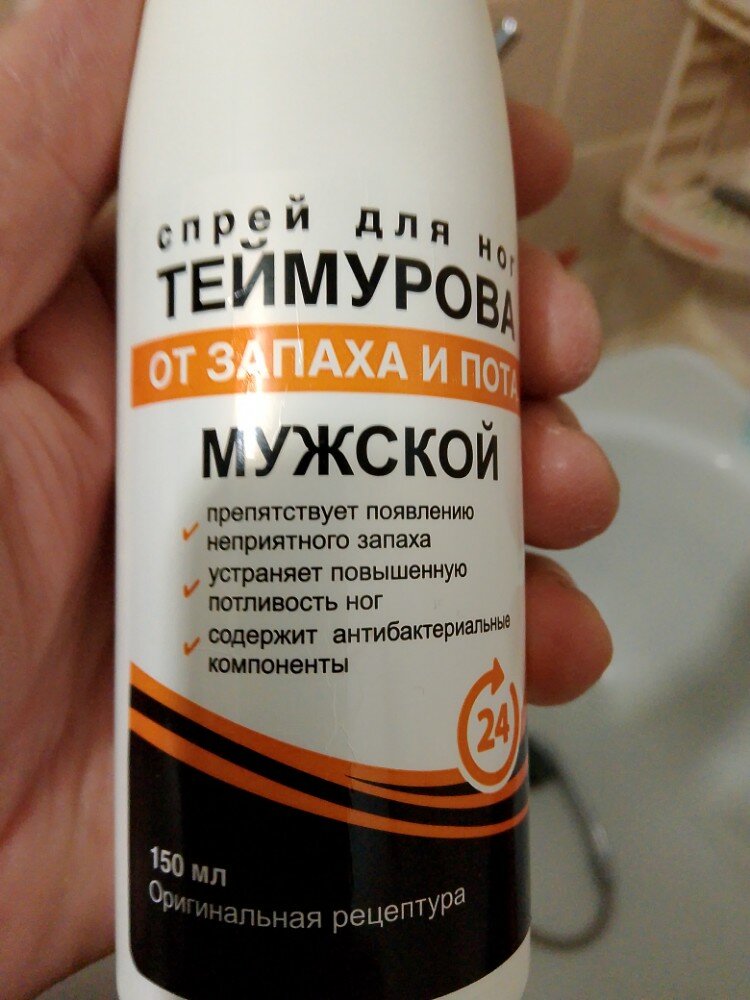 спрей для ног
ТЕЙМУРОВА
ОТ ЗАПАХА И ПОТА
МУЖСКОЙ
препятствует появлению
неприятного запаха
устраняет повышенную
потливость ног
содержит антибактериальные
компоненты
24
150 мл
Оригинальная рецептура